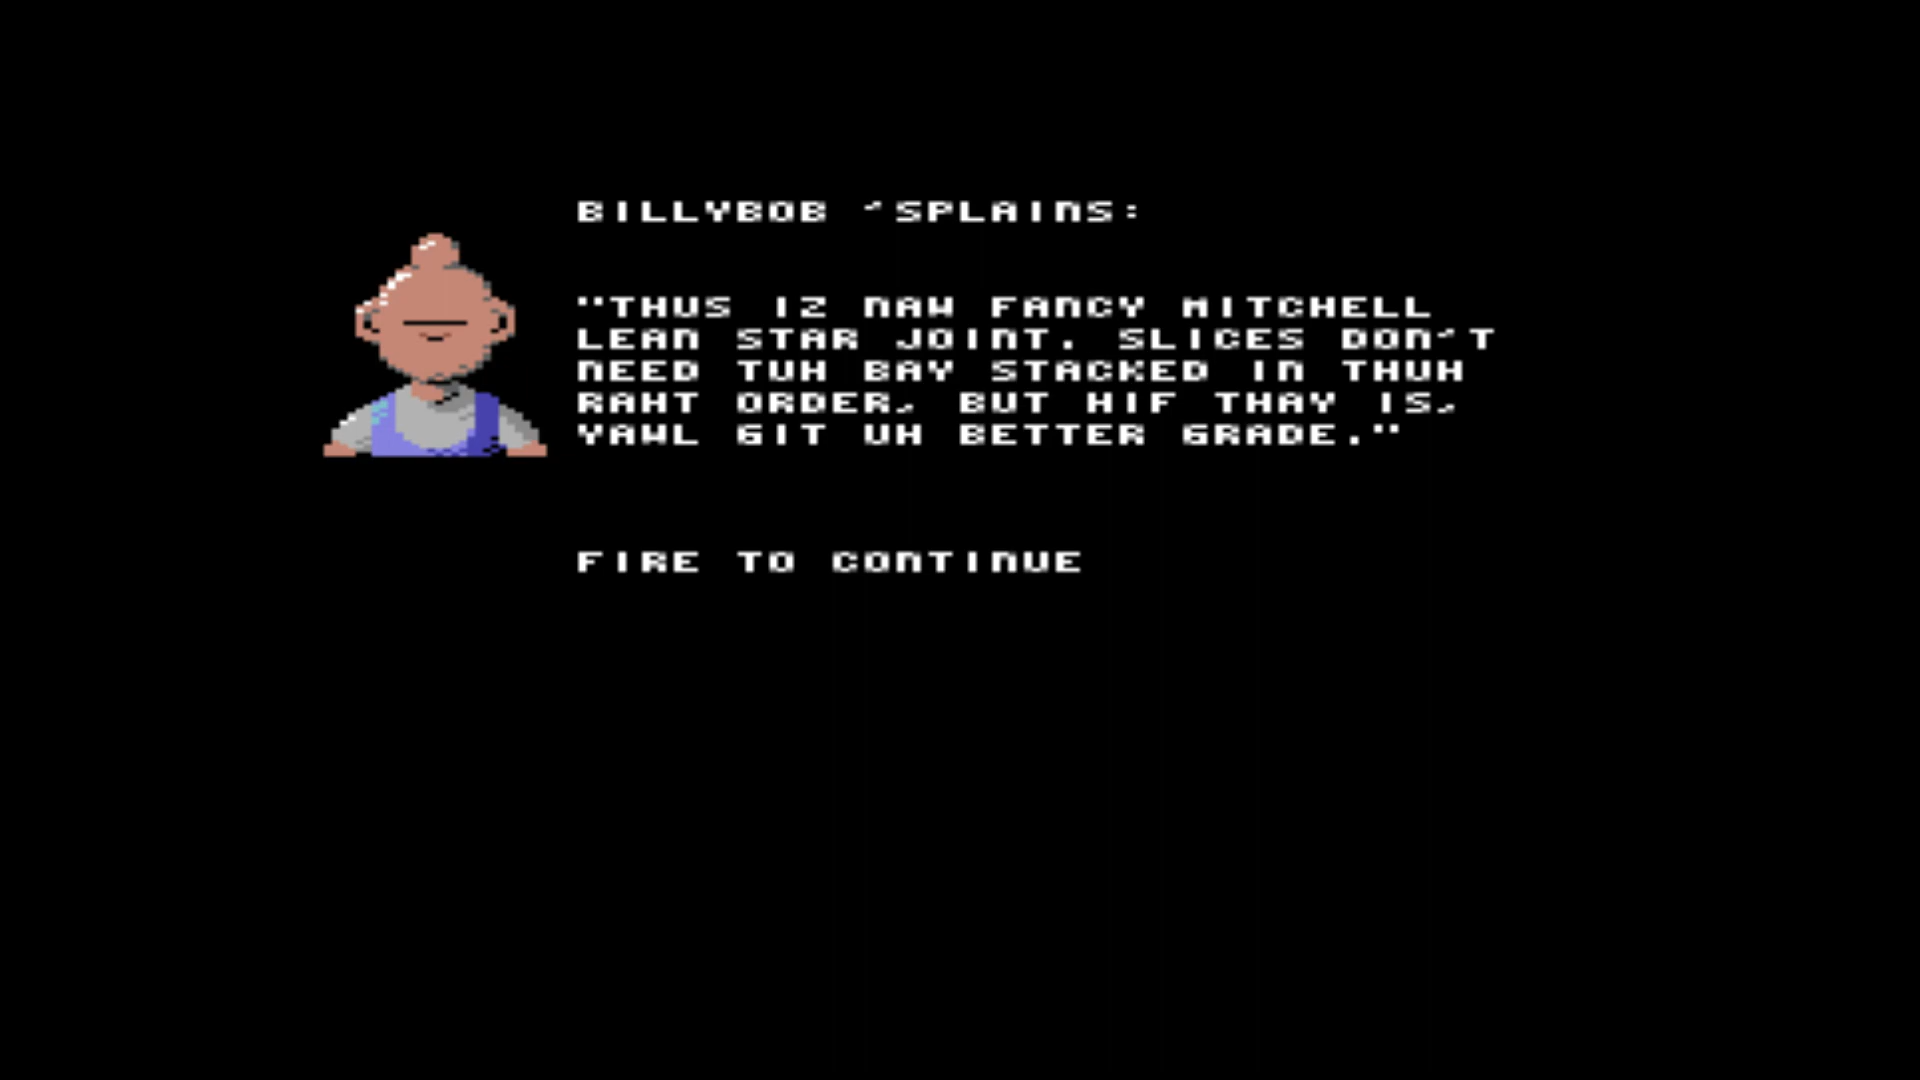 BILLYBOB 'SPLAINS:
"THUS IZ NAW FANCY MITCHELL
LEAN STAR JOINT. SLICES DON'T
NEED TUH BAY STACKED IN THUH
RAHT ORDER, BUT HIF THAY IS,
YAWL GIT UH BETTER GRADE."
FIRE TO CONTINUE